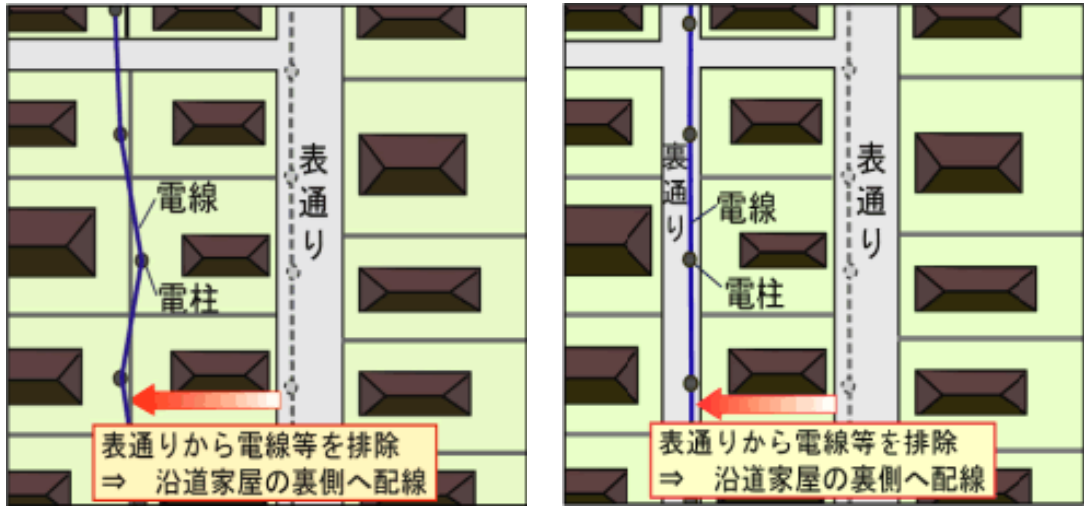 表通り
電線
電柱
表通りから電線等を排除
⇒ 沿道家屋の裏側へ配線
裏通り
表通り
電線
電柱
表通りから電線等を排除
⇒ 沿道家屋の裏側へ配線